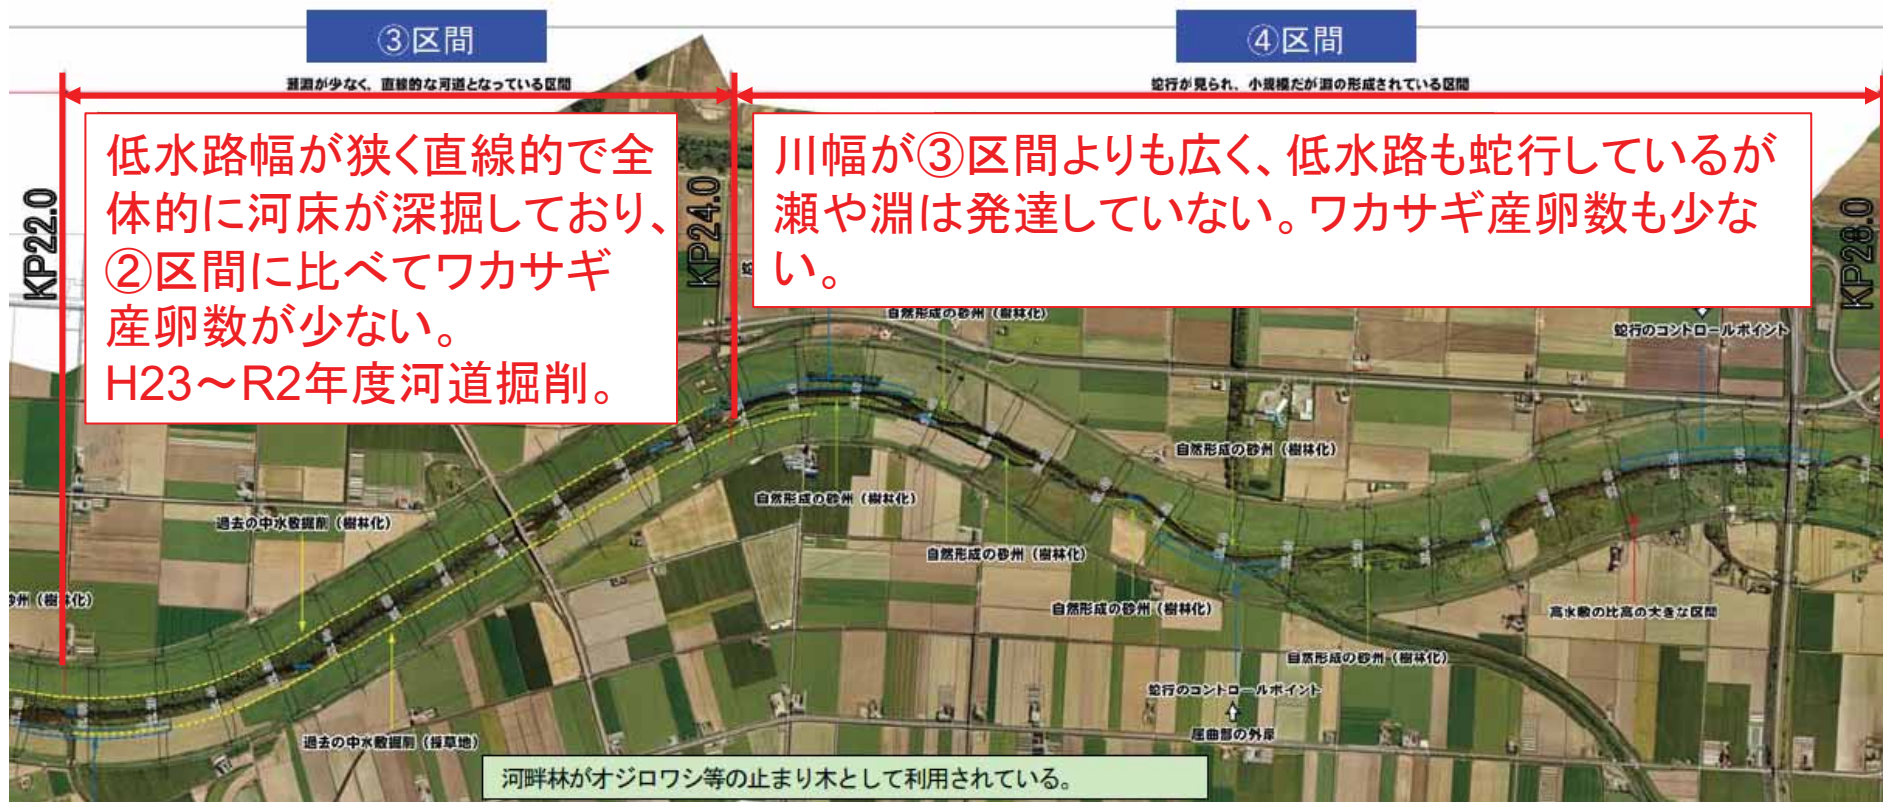 ③区間
④区間
瀬淵が少なく、直線的な河道となっている区間
蛇行が見られ、小規模だが淵の形成されている区間
低水路幅が狭く直線的で全
体的に河床が深掘しており、
②区間に比べてワカサギ
産卵数が少ない。
H23～R2年度河道掘削。
川幅が③区間よりも広く、低水路も蛇行しているが
瀬や淵は発達していない。ワカサギ産卵数も少な
い。
KP22.0
KP24.0
KP28.0
自然形成の砂州（樹林化）
蛇行のコントロールポイント
自然形成の砂州（樹林化）
自然形成の砂州（樹林化）
過去の中水敷掘削（樹林化）
自然形成の砂州（樹林化）
砂州（樹林化）
自然形成の砂州（樹林化）
高水敷の比高の大きな区間
自然形成の砂州（樹林化）
蛇行のコントロールポイント
屈曲部の外岸
過去の中水敷掘削（採草地）
河畔林がオジロワシ等の止まり木として利用されている。